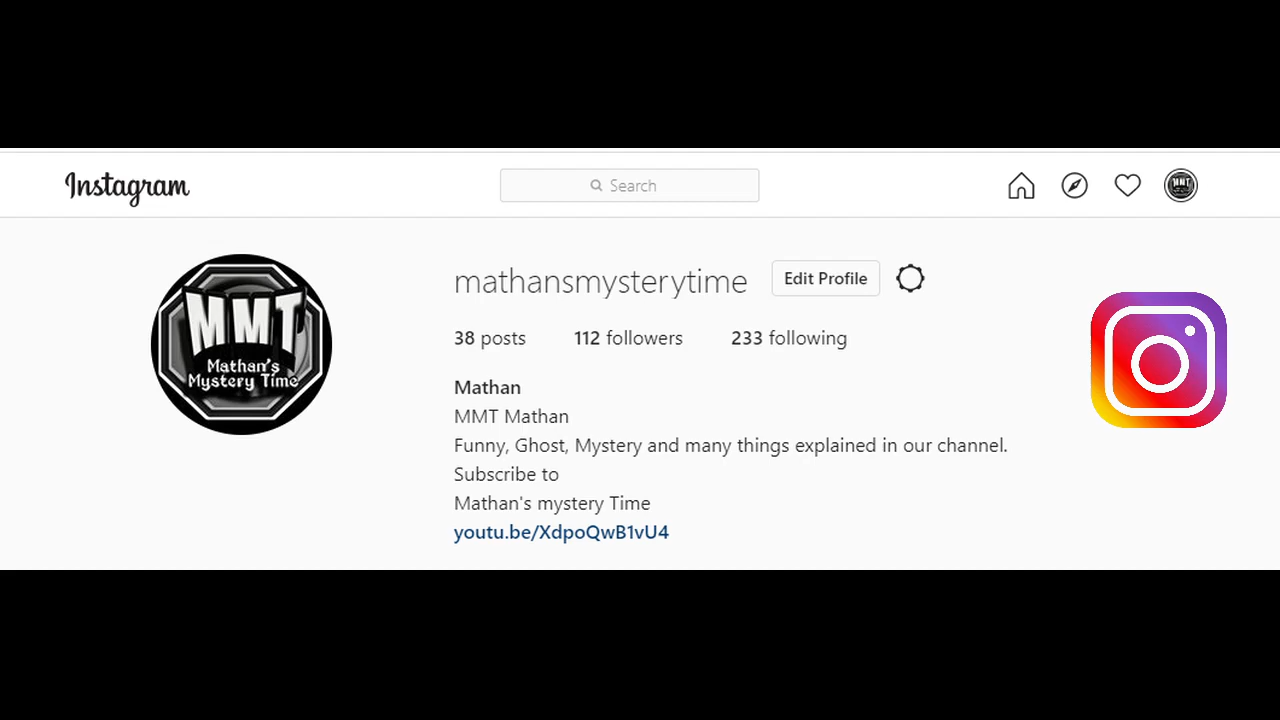 Instagram
Search
MMT
Mathan's
Mystery Time
mathansmysterytime
Edit Profile
38 posts 112 followers 233 following
Mathan
MMT Mathan
Funny, Ghost, Mystery and many things explained in our channel.
Subscribe to
Mathan's mystery Time
youtu.be/XdpoQwB1vU4